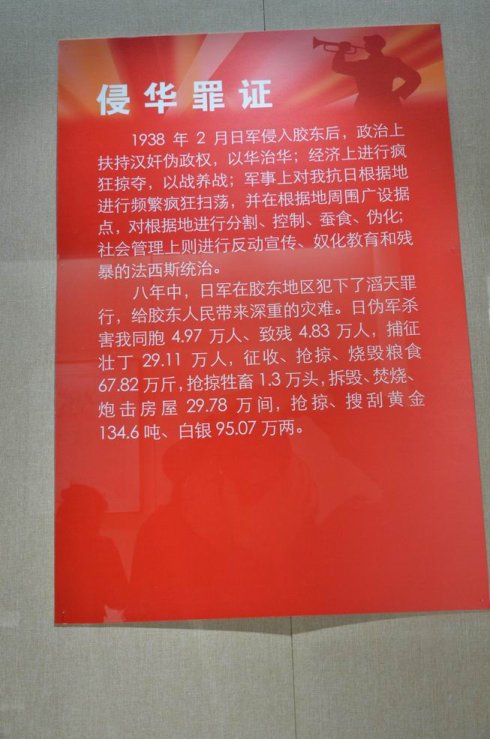 侵华罪证
1938 年 2 月日军侵入胶东后，政治上
扶持汉奸伪政权，以华治华；经济上进行疯
狂掠夺，以战养战；军事上对我抗日根据地
进行频繁疯狂扫荡，并在根据地周围广设据
点，对根据地进行分割、控制、蚕食、伪化；
社会管理上则进行反动宣传、奴化教育和残
暴的法西斯统治。
八年中，日军在胶东地区犯下了滔天罪
行，给胶东人民带来深重的灾难。日伪军杀
害我同胞 4.97 万人、致残 4.83 万人，捕征
壮丁 29.11 万人，征收、抢掠、烧毁粮食
67.82 万斤，抢掠牲畜 1.3 万头，拆毁、焚烧、
炮击房屋 29.78 万间，抢掠、搜刮黄金
134.6 吨、白银 95.07 万两。